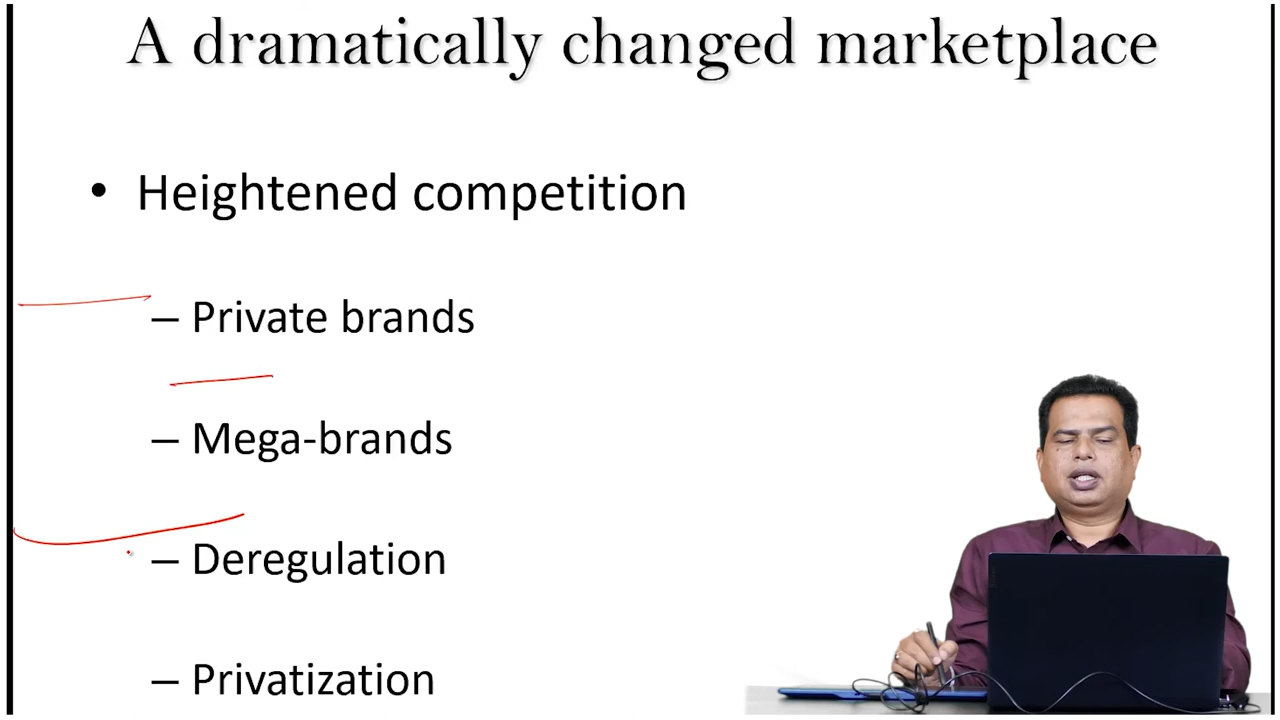 A dramatically changed marketplace
• Heightened competition
– Private brands
– Mega-brands
– Deregulation
– Privatization